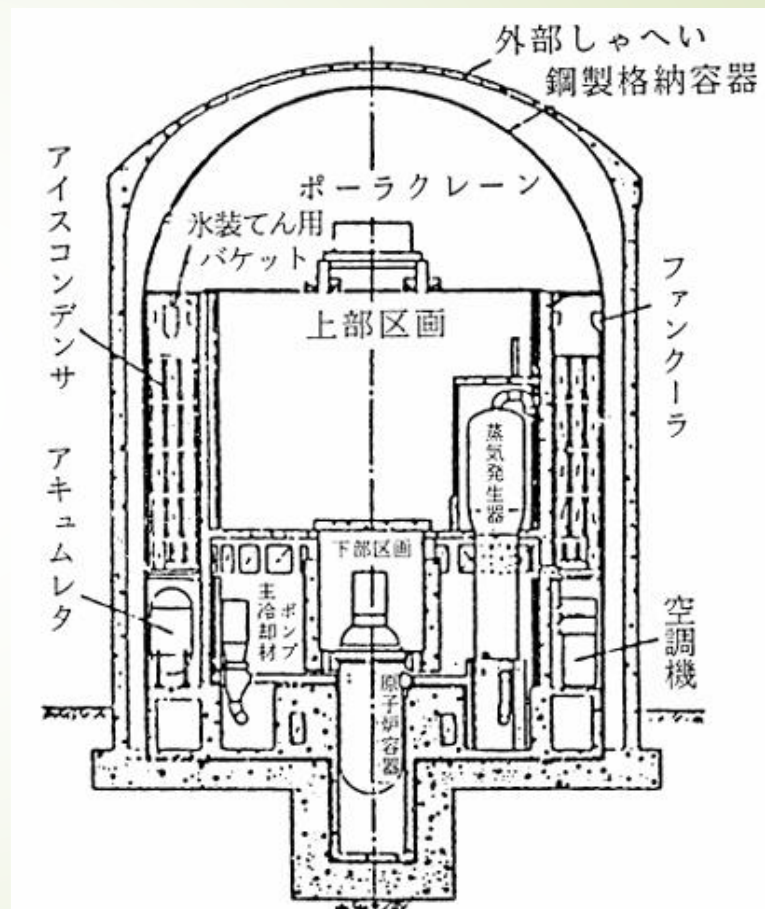 外部しゃへい
鋼製格納容器
アイスコンデンサ
ポーラクレーン
氷装てん用
バケット
上部区画
ファンクーラ
蒸気発生器
アキュムレタ
下部区画
主冷却材
ポンプ
原子炉容器
空調機